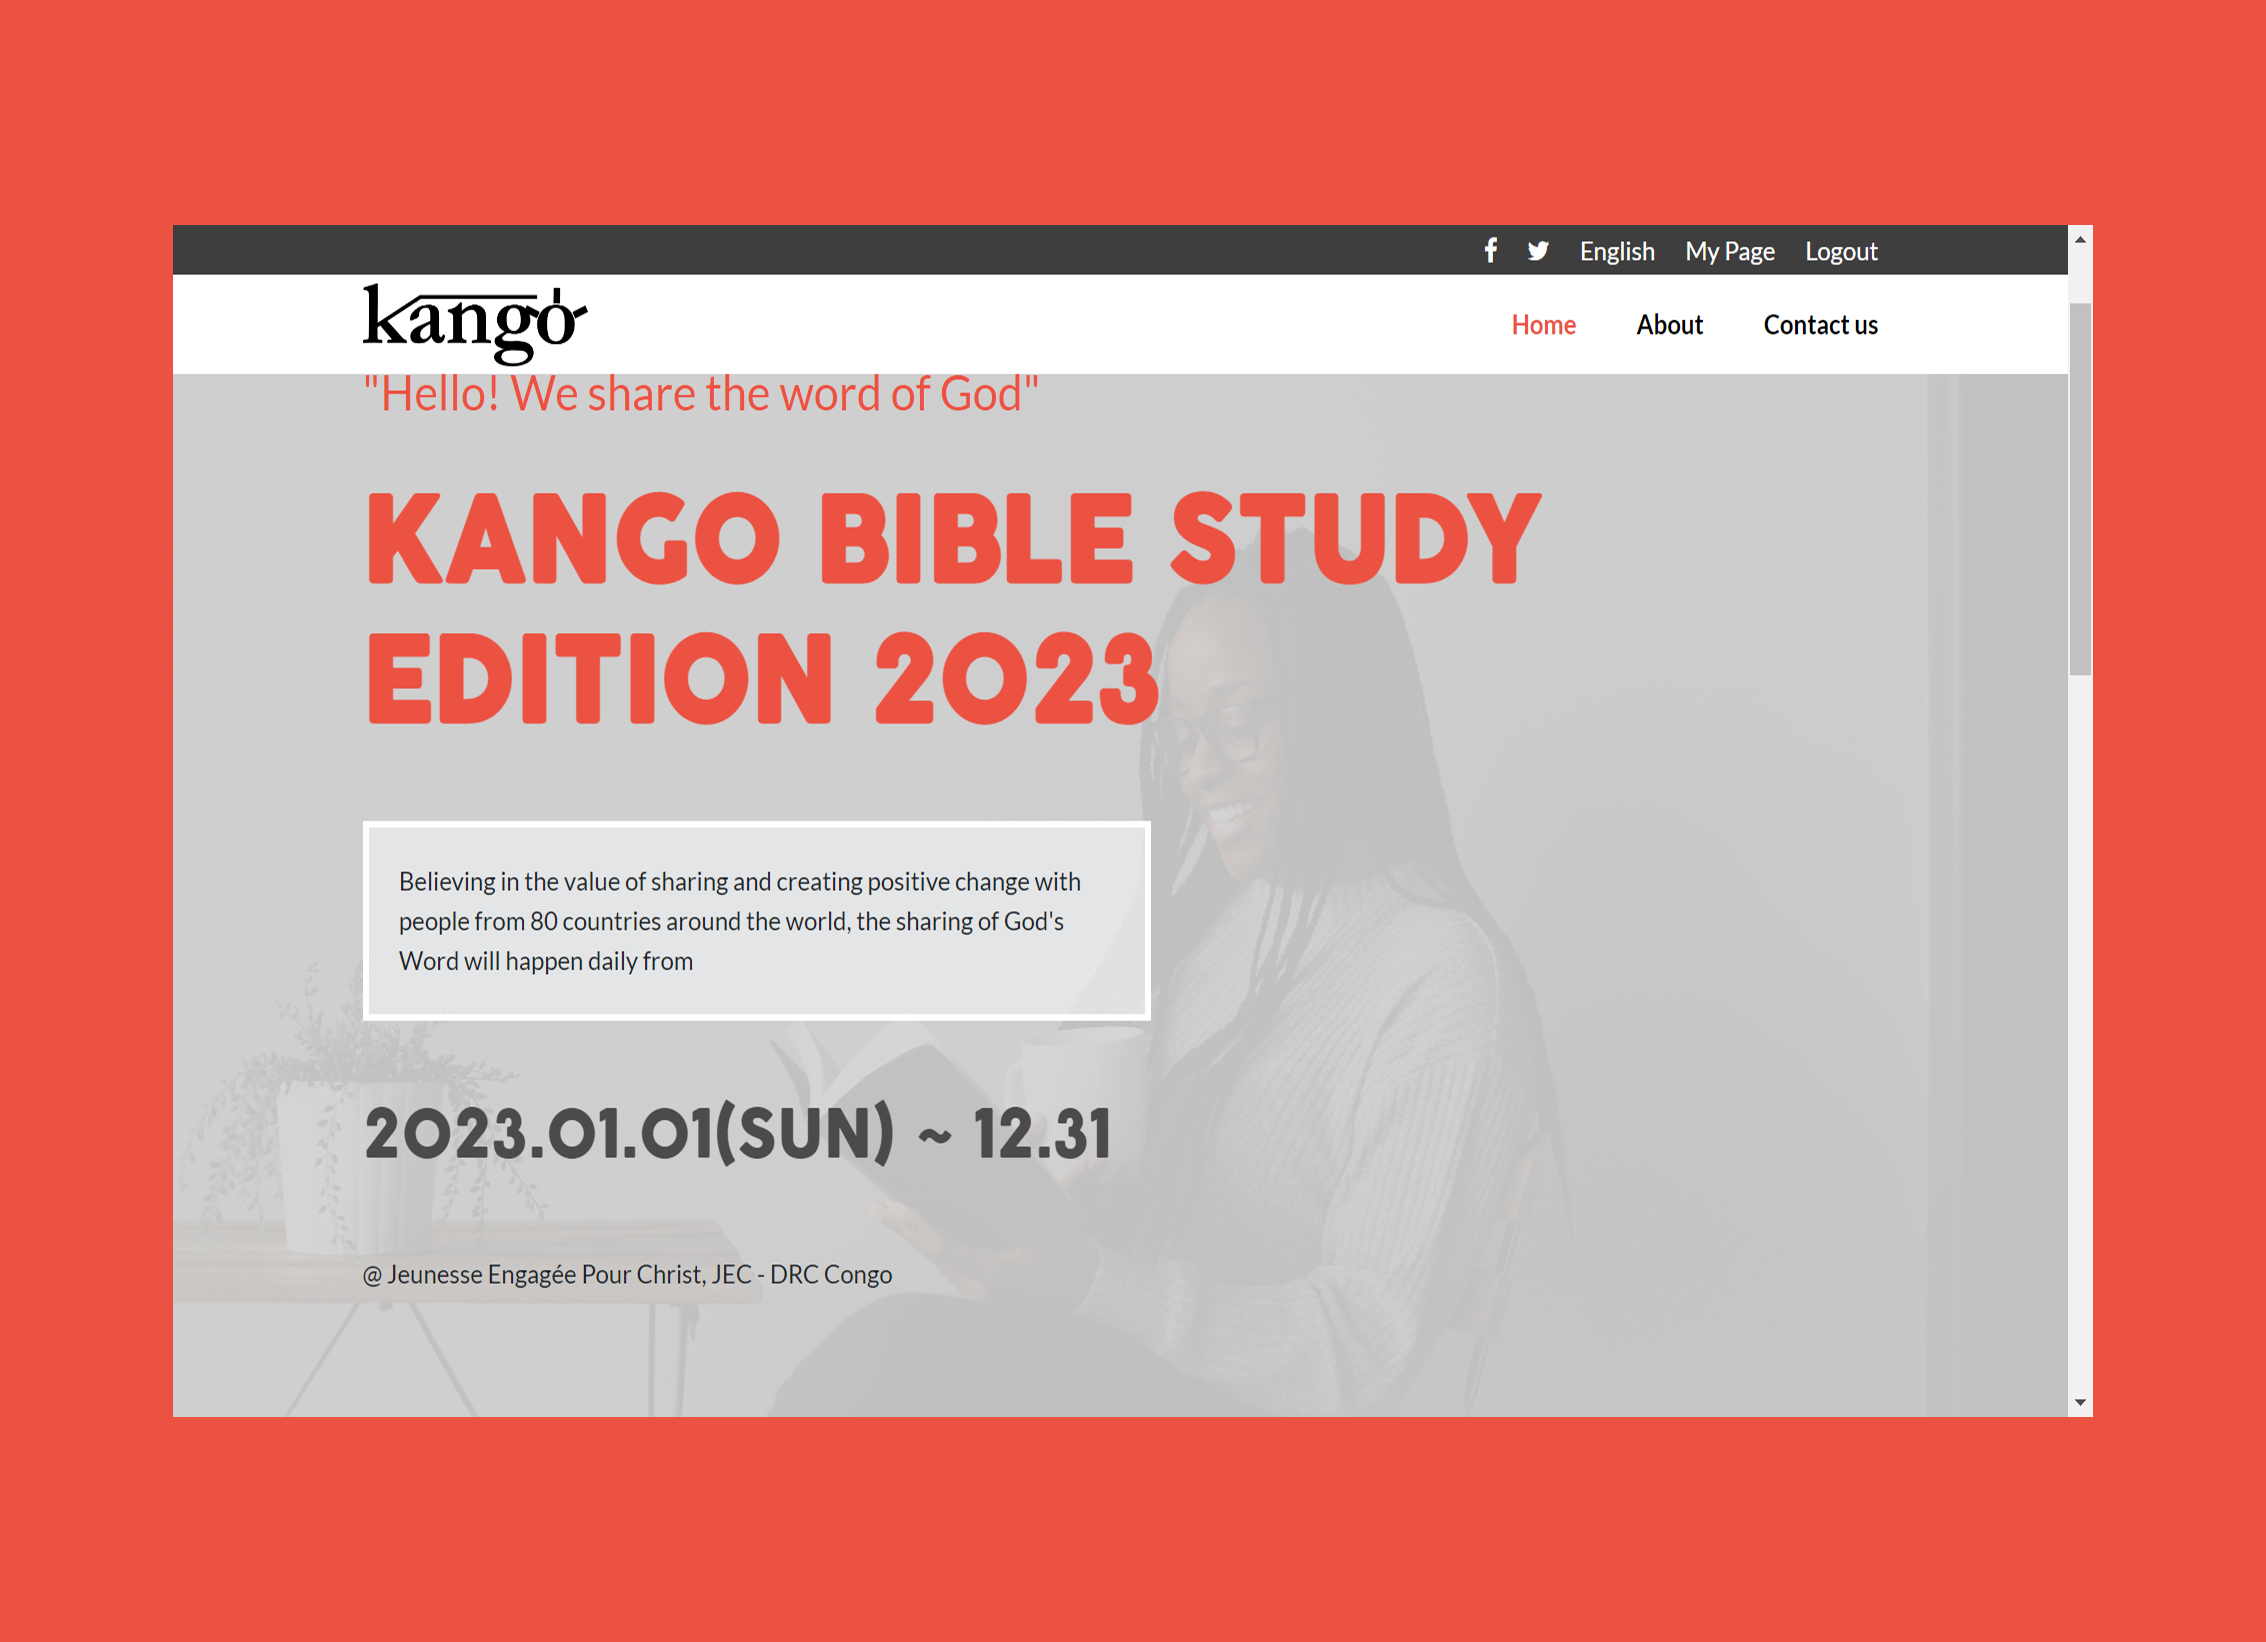 English My Page Logout
kango
Home About Contact us
"Hello! We share the word of God"
KANGO BIBLE STUDY
EDITION 2023
Believing in the value of sharing and creating positive change with
people from 80 countries around the world, the sharing of God's
Word will happen daily from
2023.01.01(SUN) ~ 12.31
@ Jeunesse Engagée Pour Christ, JEC - DRC Congo